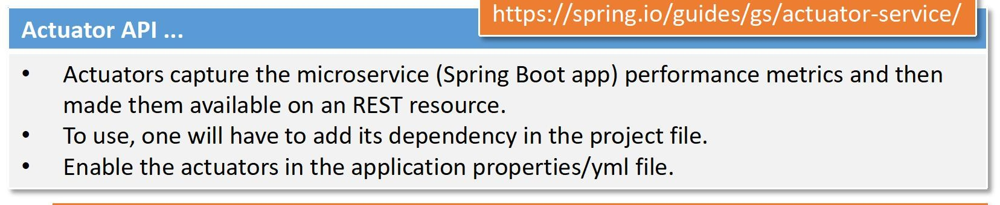 https://spring.io/guides/gs/actuator-service/
Actuator API ...
• Actuators capture the microservice (Spring Boot app) performance metrics and then
made them available on an REST resource.
• To use, one will have to add its dependency in the project file.
• Enable the actuators in the application properties/yml file.